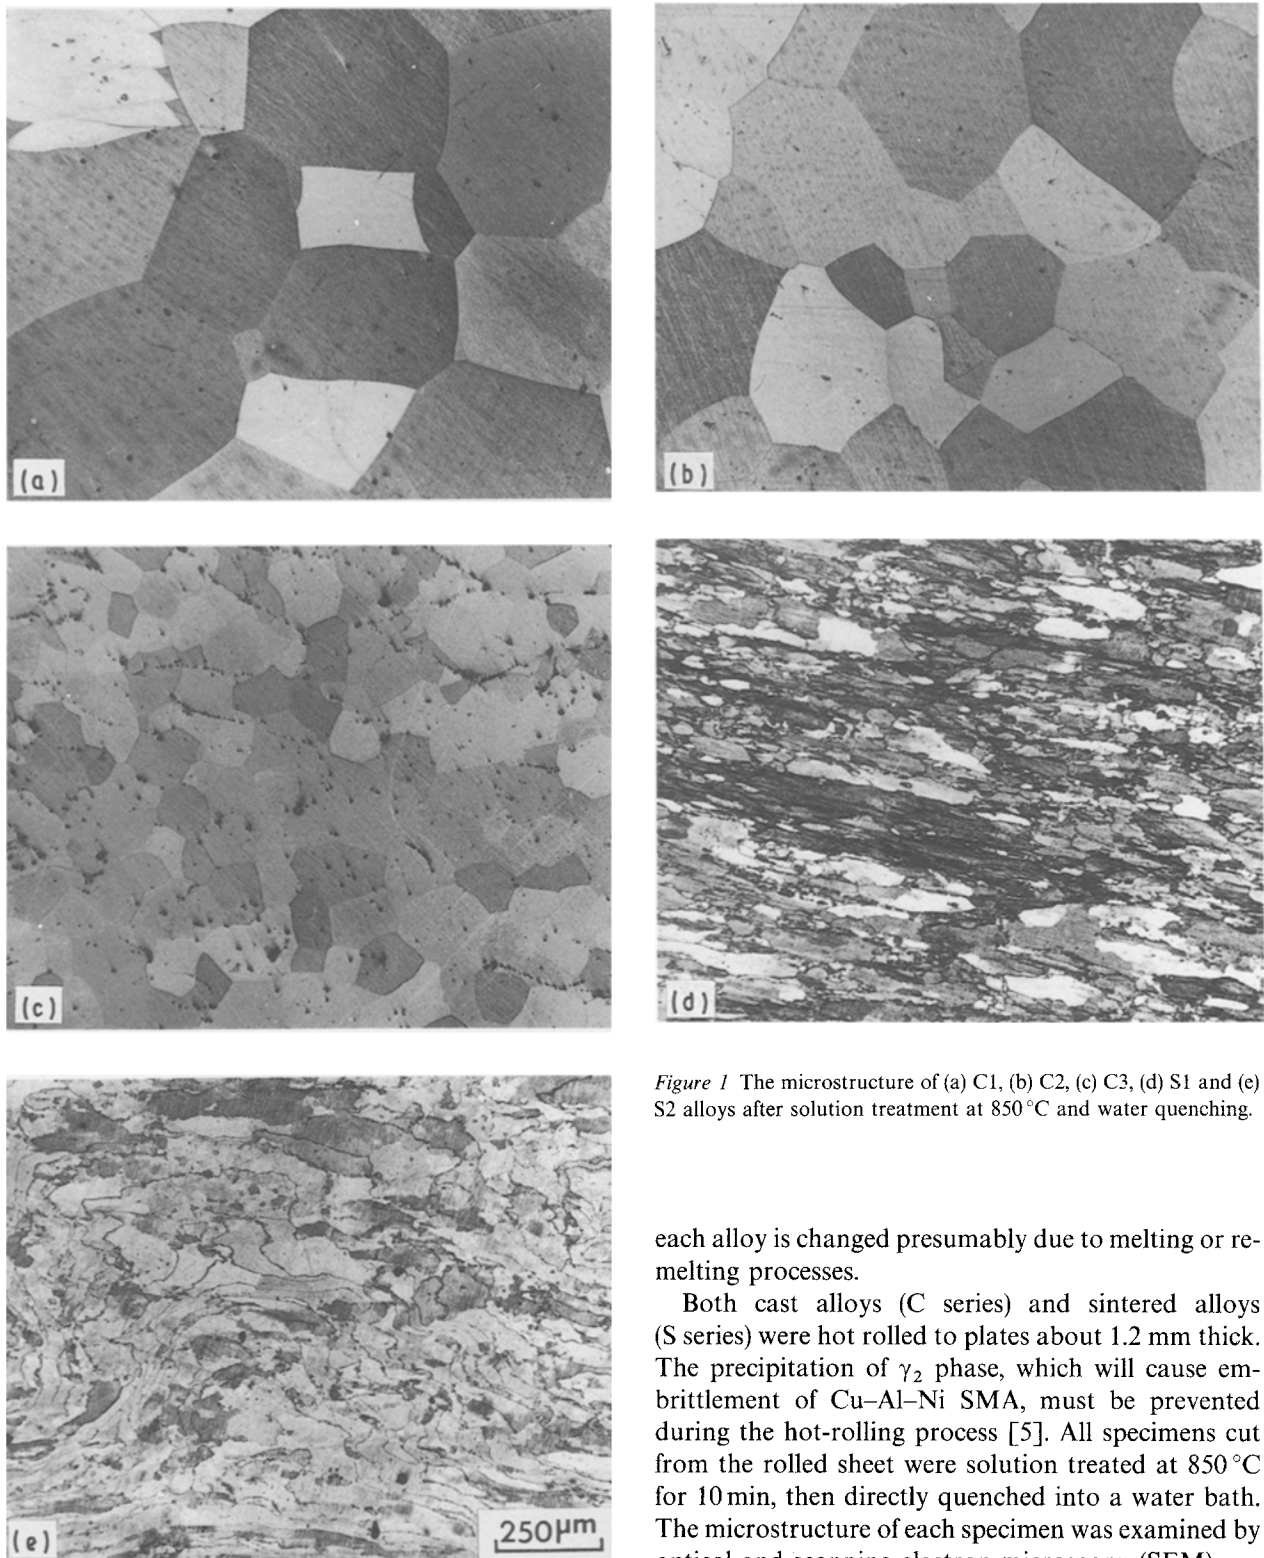 (a)
(b)
(c)
(d)
(e)
250μm
Figure 1 The microstructure of (a) C1, (b) C2, (c) C3, (d) S1 and (e)
S2 alloys after solution treatment at 850 °C and water quenching.
each alloy is changed presumably due to melting or re-
melting processes.
Both cast alloys (C series) and sintered alloys
(S series) were hot rolled to plates about 1.2 mm thick.
The precipitation of γ₂ phase, which will cause em-
brittlement of Cu–Al–Ni SMA, must be prevented
during the hot-rolling process [5]. All specimens cut
from the rolled sheet were solution treated at 850 °C
for 10 min, then directly quenched into a water bath.
The microstructure of each specimen was examined by